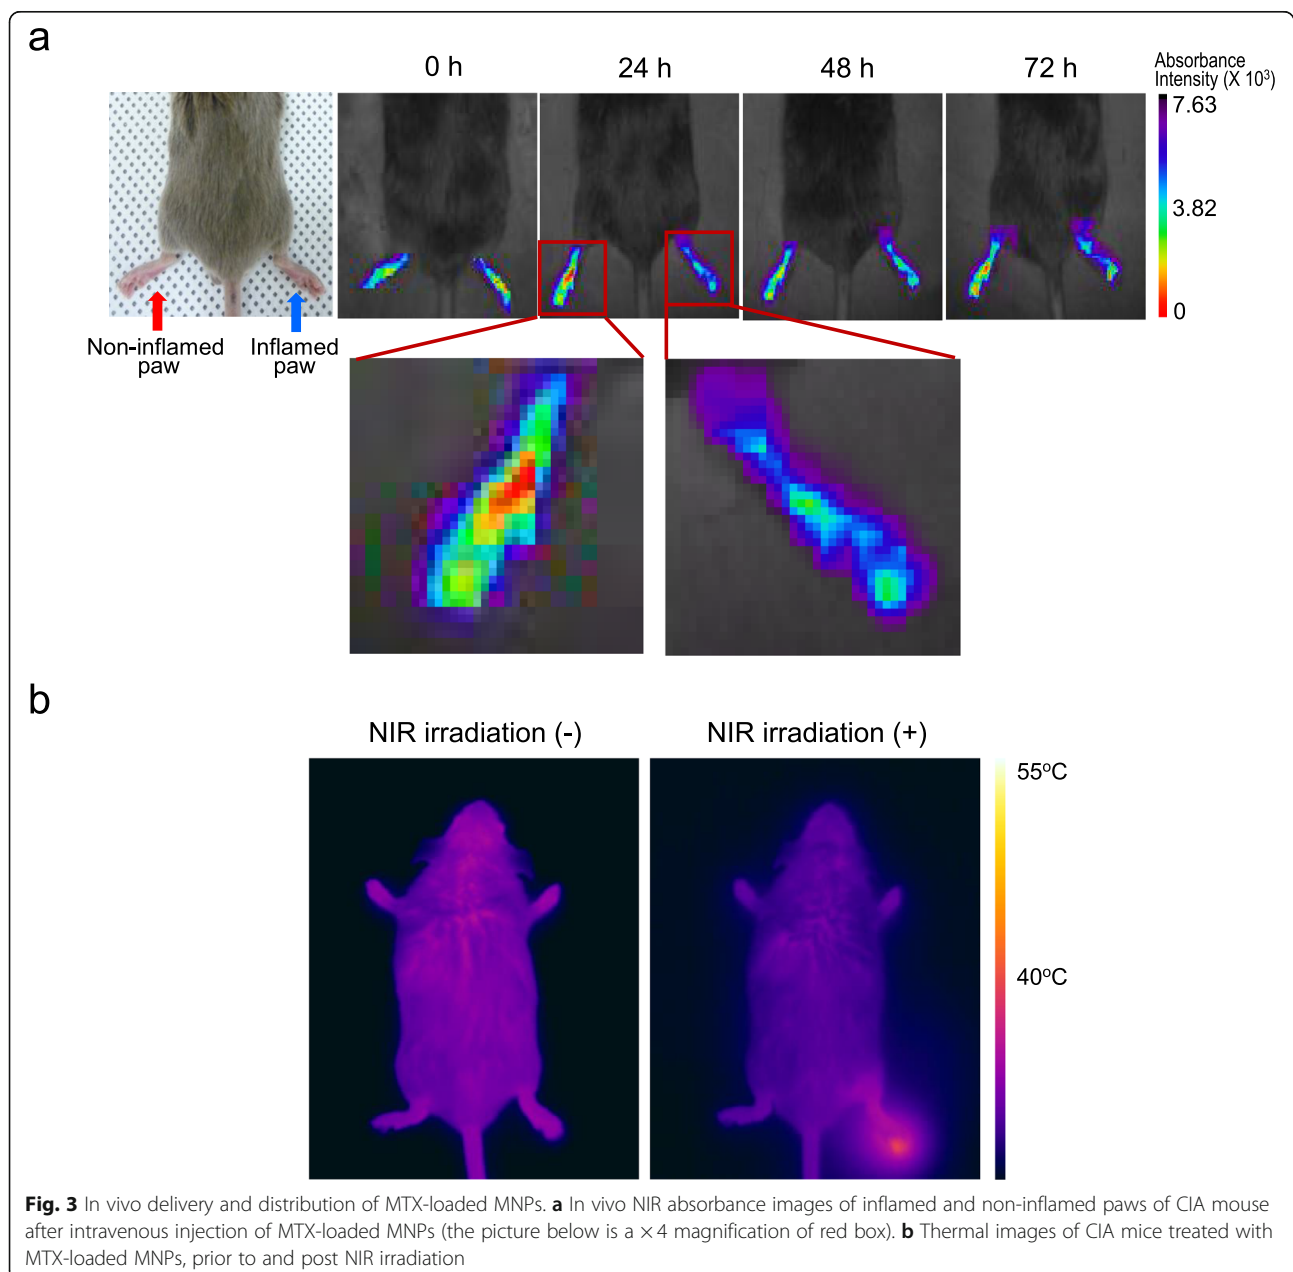 a
0 h
24 h
48 h
72 h
Absorbance
Intensity (X 10³)
7.63
3.82
0
Non-inflamed
paw
Inflamed
paw
b
NIR irradiation (-)
NIR irradiation (+)
55°C
40°C
Fig. 3 In vivo delivery and distribution of MTX-loaded MNPs. a In vivo NIR absorbance images of inflamed and non-inflamed paws of CIA mouse
after intravenous injection of MTX-loaded MNPs (the picture below is a × 4 magnification of red box). b Thermal images of CIA mice treated with
MTX-loaded MNPs, prior to and post NIR irradiation